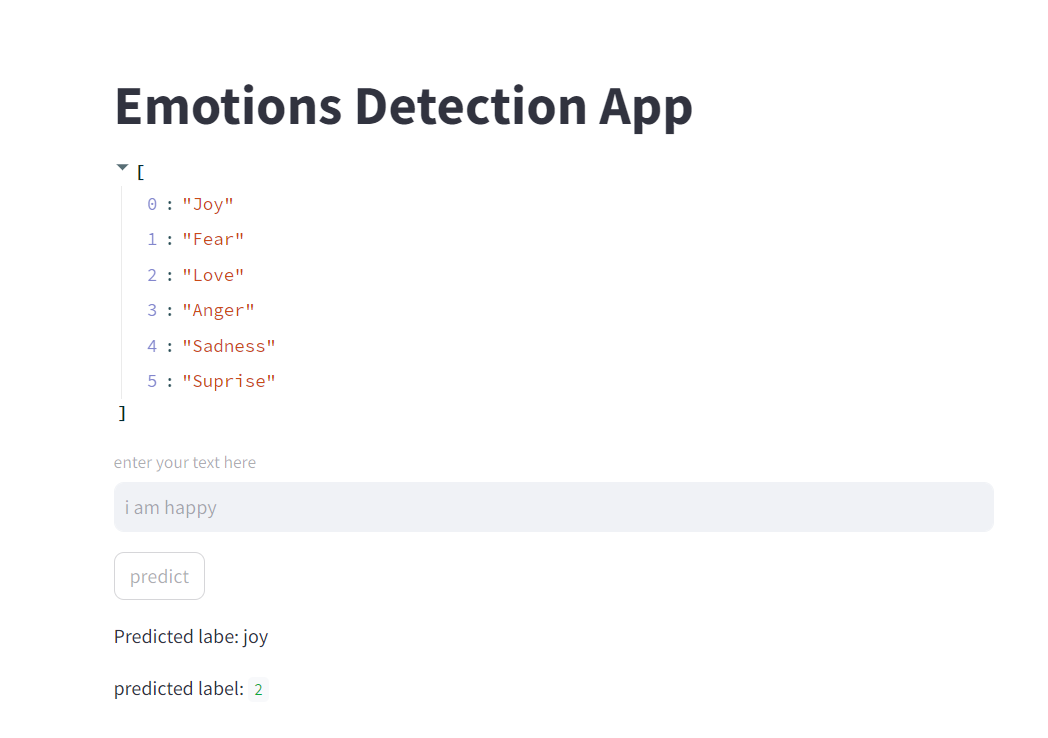 Emotions Detection App
[
0 : "Joy"
1 : "Fear"
2 : "Love"
3 : "Anger"
4 : "Sadness"
5 : "Suprise"
]
enter your text here
i am happy
predict
Predicted labe: joy
predicted label: 2